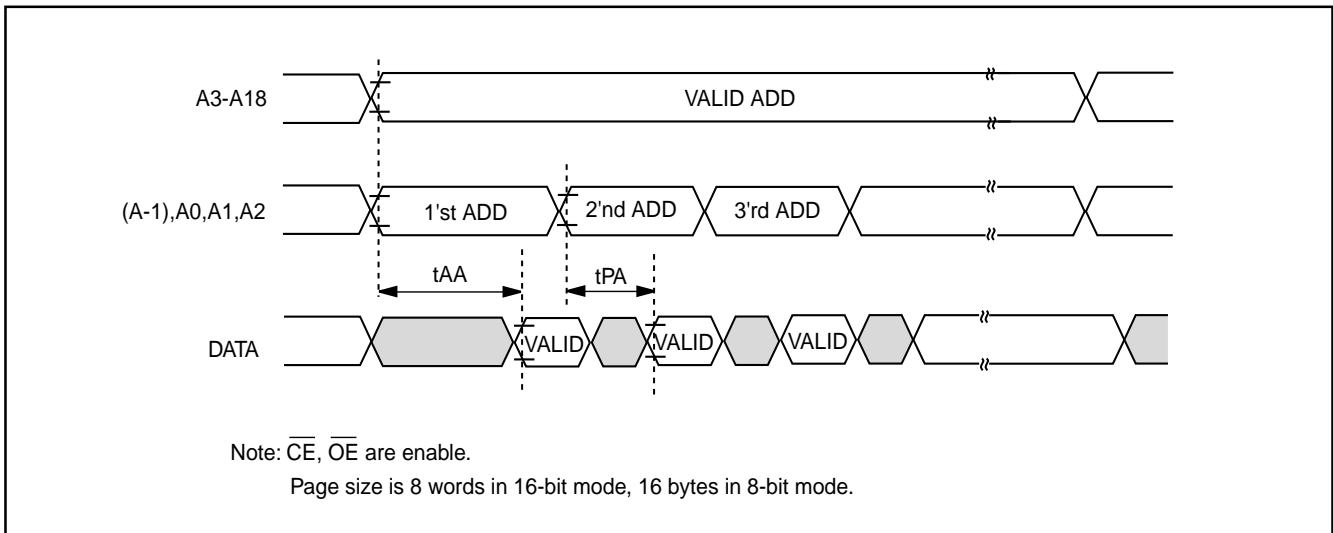 A3-A18
VALID ADD
(A-1),A0,A1,A2
1'st ADD
2'nd ADD
3'rd ADD
tAA
tPA
DATA
VALID
VALID
VALID
Note: CE, OE are enable.
Page size is 8 words in 16-bit mode, 16 bytes in 8-bit mode.